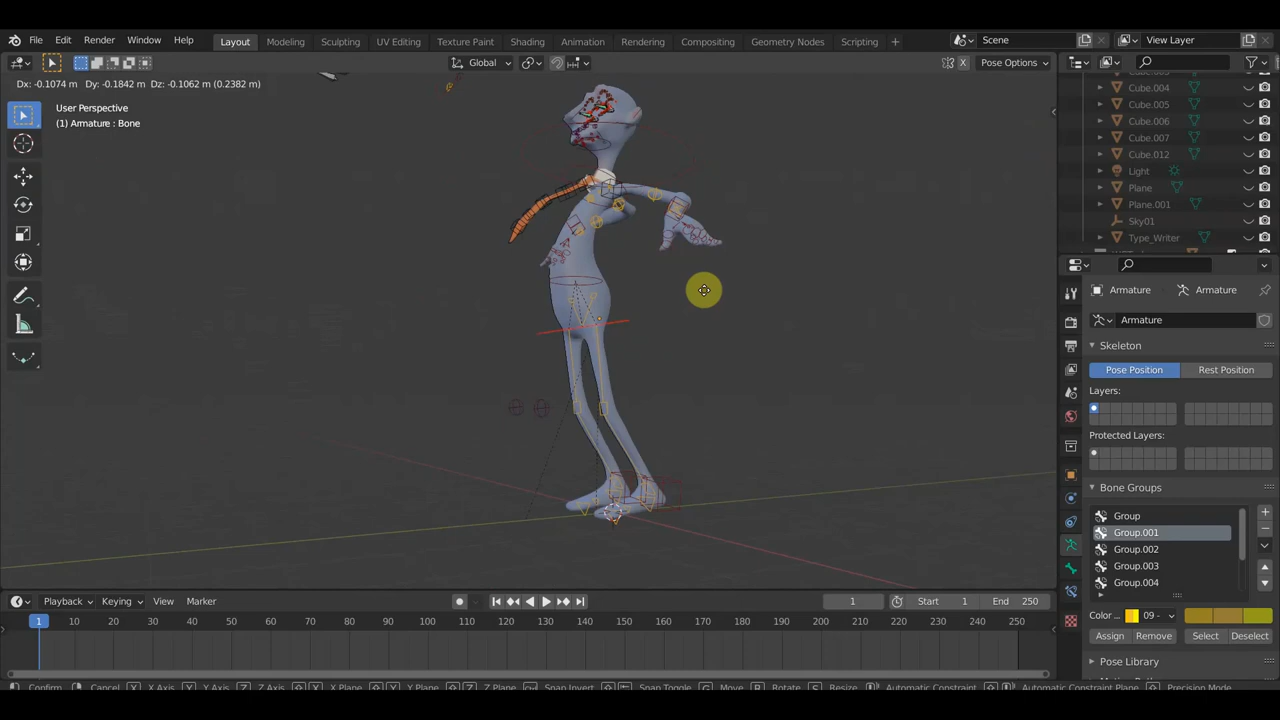 File Edit Render Window Help Layout Modeling Sculpting UV Editing Texture Paint Shading Animation Rendering Compositing Geometry Nodes Scripting + Scene View Layer
Global Pose Options
Dx: -0.1074 m Dy: -0.1842 m Dz: -0.1062 m (0.2382 m) X
User Perspective
(1) Armature : Bone
Cube.004
Cube.005
Cube.006
Cube.007
Cube.012
Light
Plane
Plane.001
Sky01
Type_Writer
Armature Armature
Armature
Skeleton
Pose Position Rest Position
Layers:
Protected Layers:
Bone Groups
Group
Group.001
Group.002
Group.003
Group.004
Color ... 09 -
Assign Remove Select Deselect
Pose Library
Playback Keying View Marker 1 Start 1 End 250
1 10 20 30 40 50 60 70 80 90 100 110 120 130 140 150 160 170 180 190 200 210 220 230 240 250
Confirm Cancel X X Axis Y Y Axis Z Z Axis X X Plane Y Y Plane Z Z Plane Snap Invert Snap Toggle G Move R Rotate S Resize Automatic Constraint Automatic Constraint Plane Precision Mode